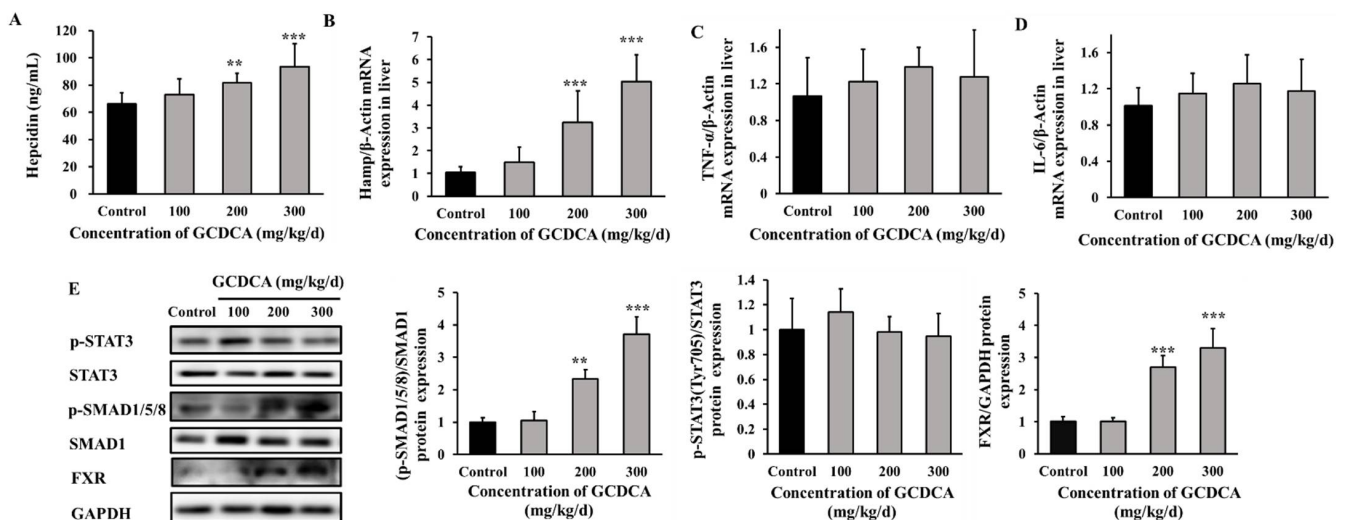 A
Hepcidin (ng/mL)
120
100
80
60
40
20
0
**
***
Control 100 200 300
Concentration of GCDCA (mg/kg/d)
B
Hamp/β-Actin mRNA
expression in liver
7
6
5
4
3
2
1
0
***
***
Control 100 200 300
Concentration of GCDCA (mg/kg/d)
C
TNF-α/β-Actin
mRNA expression in liver
1.6
1.2
0.8
0.4
0
Control 100 200 300
Concentration of GCDCA (mg/kg/d)
D
IL-6/β-Actin
mRNA expression in liver
1.6
1.2
0.8
0.4
0
Control 100 200 300
Concentration of GCDCA
(mg/kg/d)
E
GCDCA (mg/kg/d)
Control 100 200 300
p-STAT3
STAT3
p-SMAD1/5/8
SMAD1
FXR
GAPDH
(p-SMAD1/5/8)/SMAD1
protein expression
5
4
3
2
1
0
**
***
Control 100 200 300
Concentration of GCDCA
(mg/kg/d)
p-STAT3(Tyr705)/STAT3
protein expression
1.4
1.2
1
0.8
0.6
0.4
0.2
0
Control 100 200 300
Concentration of GCDCA
(mg/kg/d)
FXR/GAPDH protein
expression
5
4
3
2
1
0
***
***
Control 100 200 300
Concentration of GCDCA
(mg/kg/d)